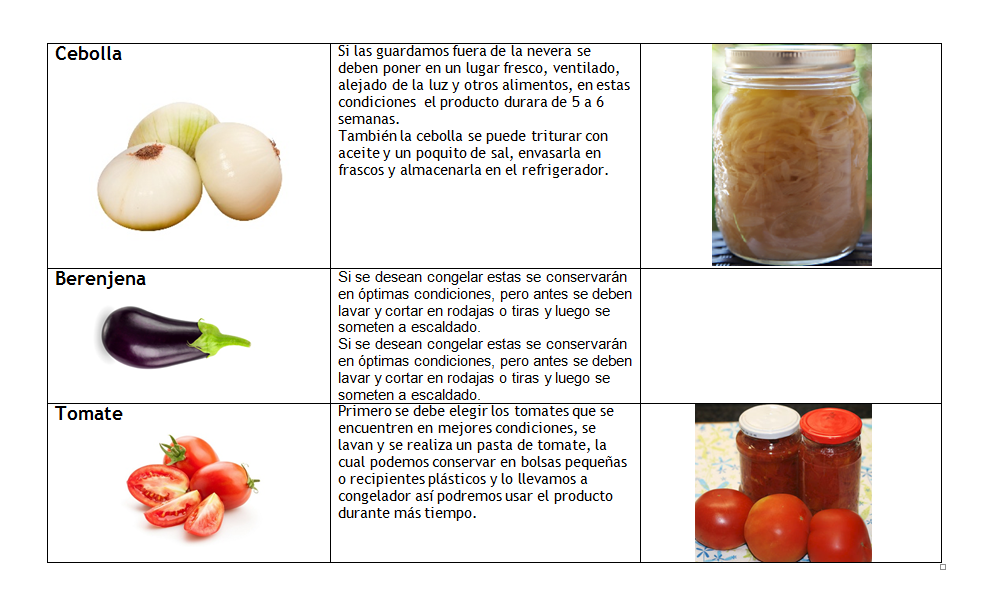 Cebolla
Si las guardamos fuera de la nevera se
deben poner en un lugar fresco, ventilado,
alejado de la luz y otros alimentos, en estas
condiciones el producto durara de 5 a 6
semanas.
También la cebolla se puede triturar con
aceite y un poquito de sal, envasarla en
frascos y almacenarla en el refrigerador.
Berenjena
Si se desean congelar estas se conservarán
en óptimas condiciones, pero antes se deben
lavar y cortar en rodajas o tiras y luego se
someten a escaldado.
Si se desean congelar estas se conservarán
en óptimas condiciones, pero antes se deben
lavar y cortar en rodajas o tiras y luego se
someten a escaldado.
Tomate
Primero se debe elegir los tomates que se
encuentren en mejores condiciones, se
lavan y se realiza un pasta de tomate, la
cual podemos conservar en bolsas pequeñas
o recipientes plásticos y lo llevamos a
congelador así podremos usar el producto
durante más tiempo.